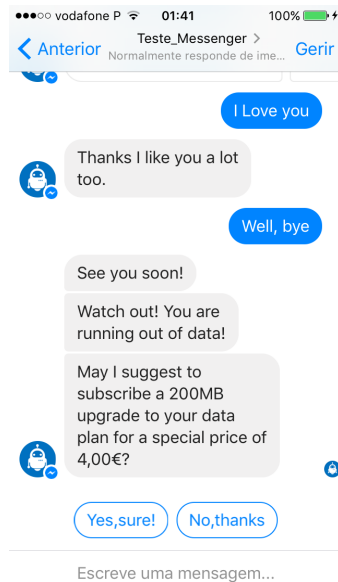 vodafone P 01:41 100%
Anterior Teste_Messenger > Gerir
Normalmente responde de ime...
I Love you
Thanks I like you a lot
too.
Well, bye
See you soon!
Watch out! You are
running out of data!
May I suggest to
subscribe a 200MB
upgrade to your data
plan for a special price of
4,00€?
Yes,sure! No,thanks
Escreve uma mensagem...